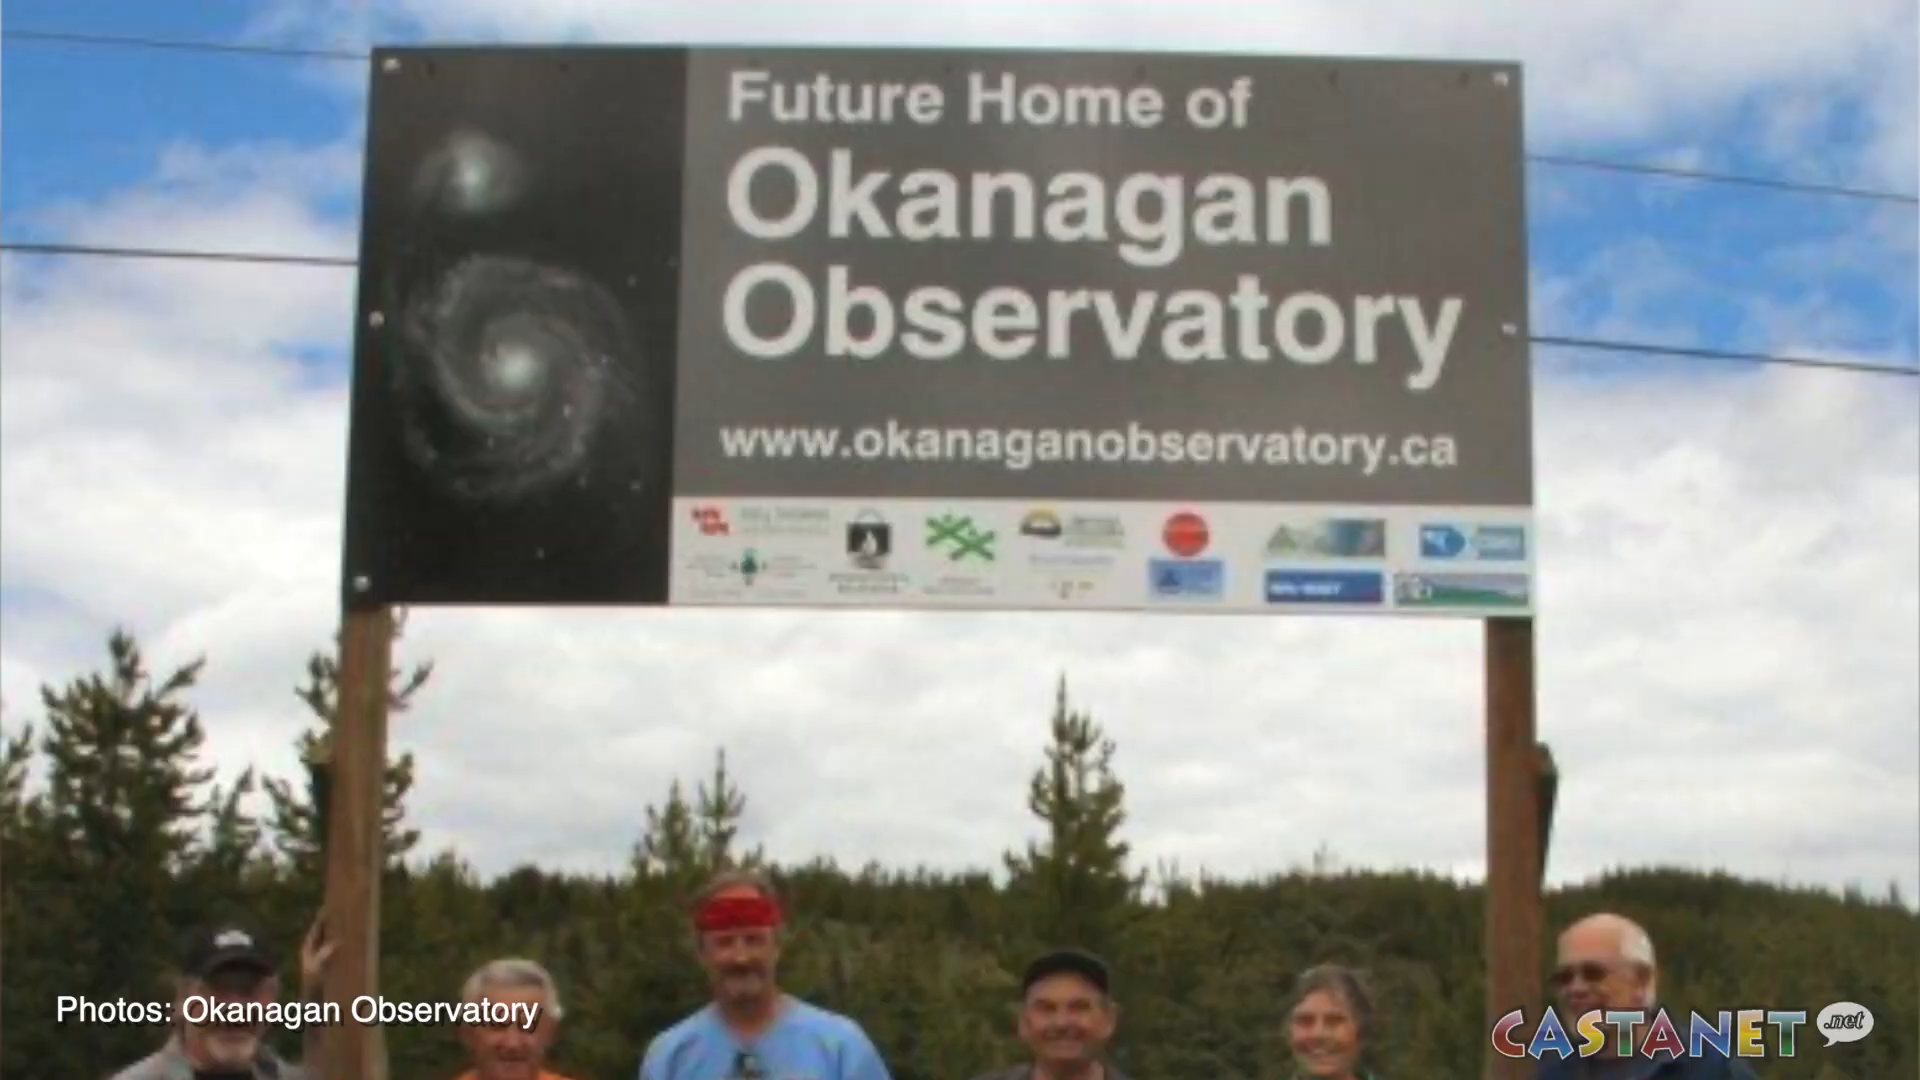 Future Home of
Okanagan
Observatory
www.okanaganobservatory.ca
Photos: Okanagan Observatory
CASTANET .net